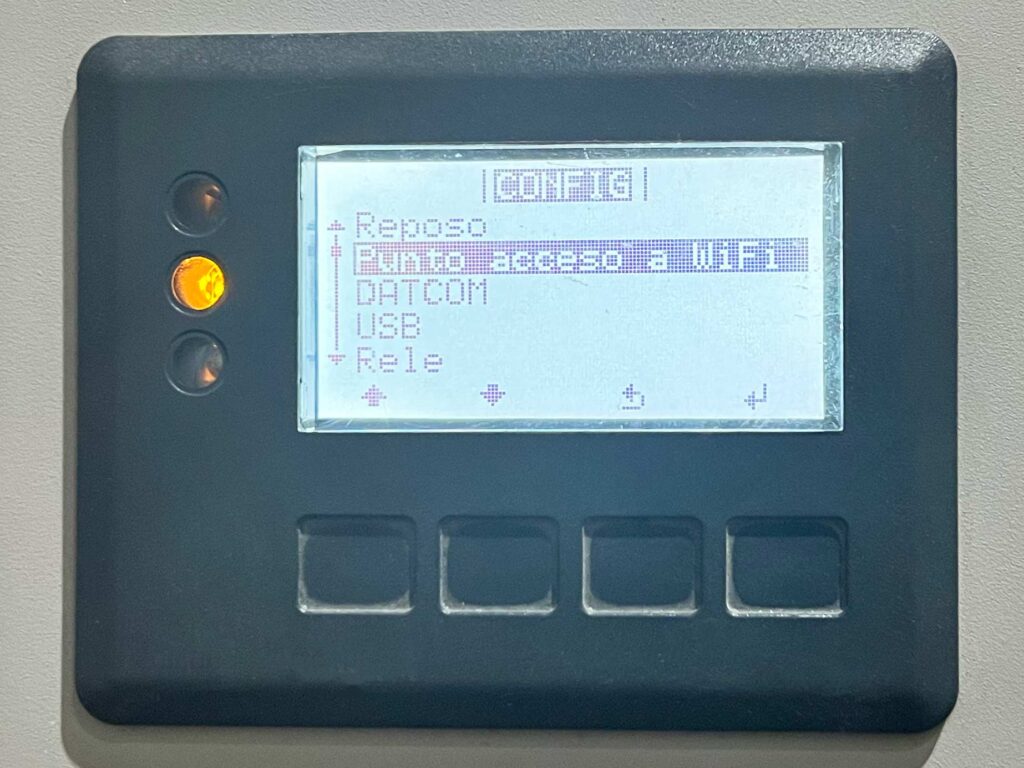 CONFIG
Reposo
Punto acceso a WiFi
DATCOM
USB
Rele